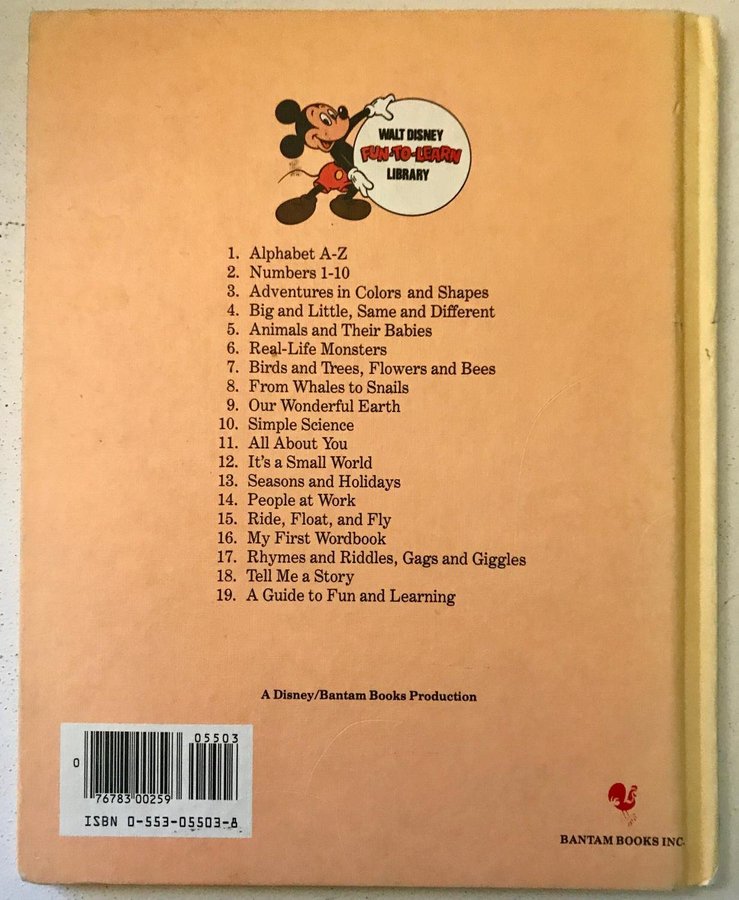 WALT DISNEY
FUN-TO-LEARN
LIBRARY
1. Alphabet A-Z
2. Numbers 1-10
3. Adventures in Colors and Shapes
4. Big and Little, Same and Different
5. Animals and Their Babies
6. Real-Life Monsters
7. Birds and Trees, Flowers and Bees
8. From Whales to Snails
9. Our Wonderful Earth
10. Simple Science
11. All About You
12. It's a Small World
13. Seasons and Holidays
14. People at Work
15. Ride, Float, and Fly
16. My First Wordbook
17. Rhymes and Riddles, Gags and Giggles
18. Tell Me a Story
19. A Guide to Fun and Learning
A Disney/Bantam Books Production
05503
0
76783 00259
ISBN 0-553-05503-8
BANTAM BOOKS INC.